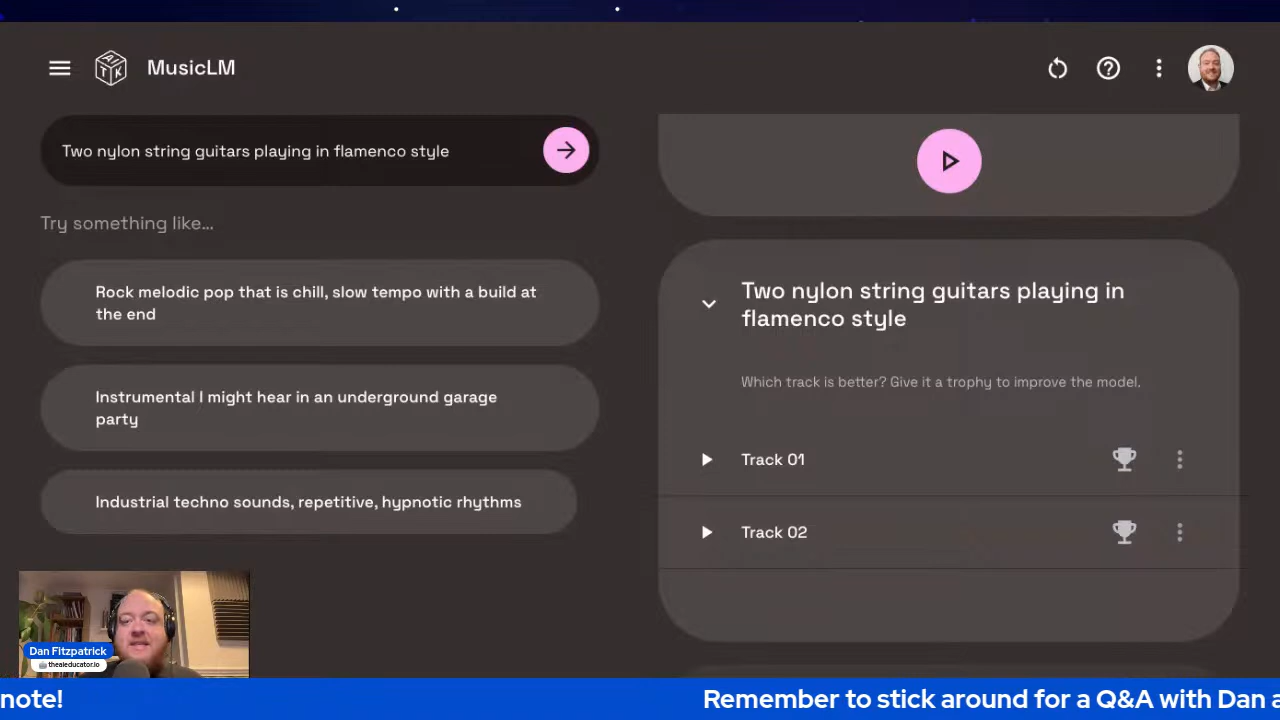 MusicLM
Two nylon string guitars playing in flamenco style
Try something like...
Rock melodic pop that is chill, slow tempo with a build at
the end
Instrumental I might hear in an underground garage
party
Industrial techno sounds, repetitive, hypnotic rhythms
Two nylon string guitars playing in
flamenco style
Which track is better? Give it a trophy to improve the model.
Track 01
Track 02
Dan Fitzpatrick
theaieducator.io
note!
Remember to stick around for a Q&A with Dan a